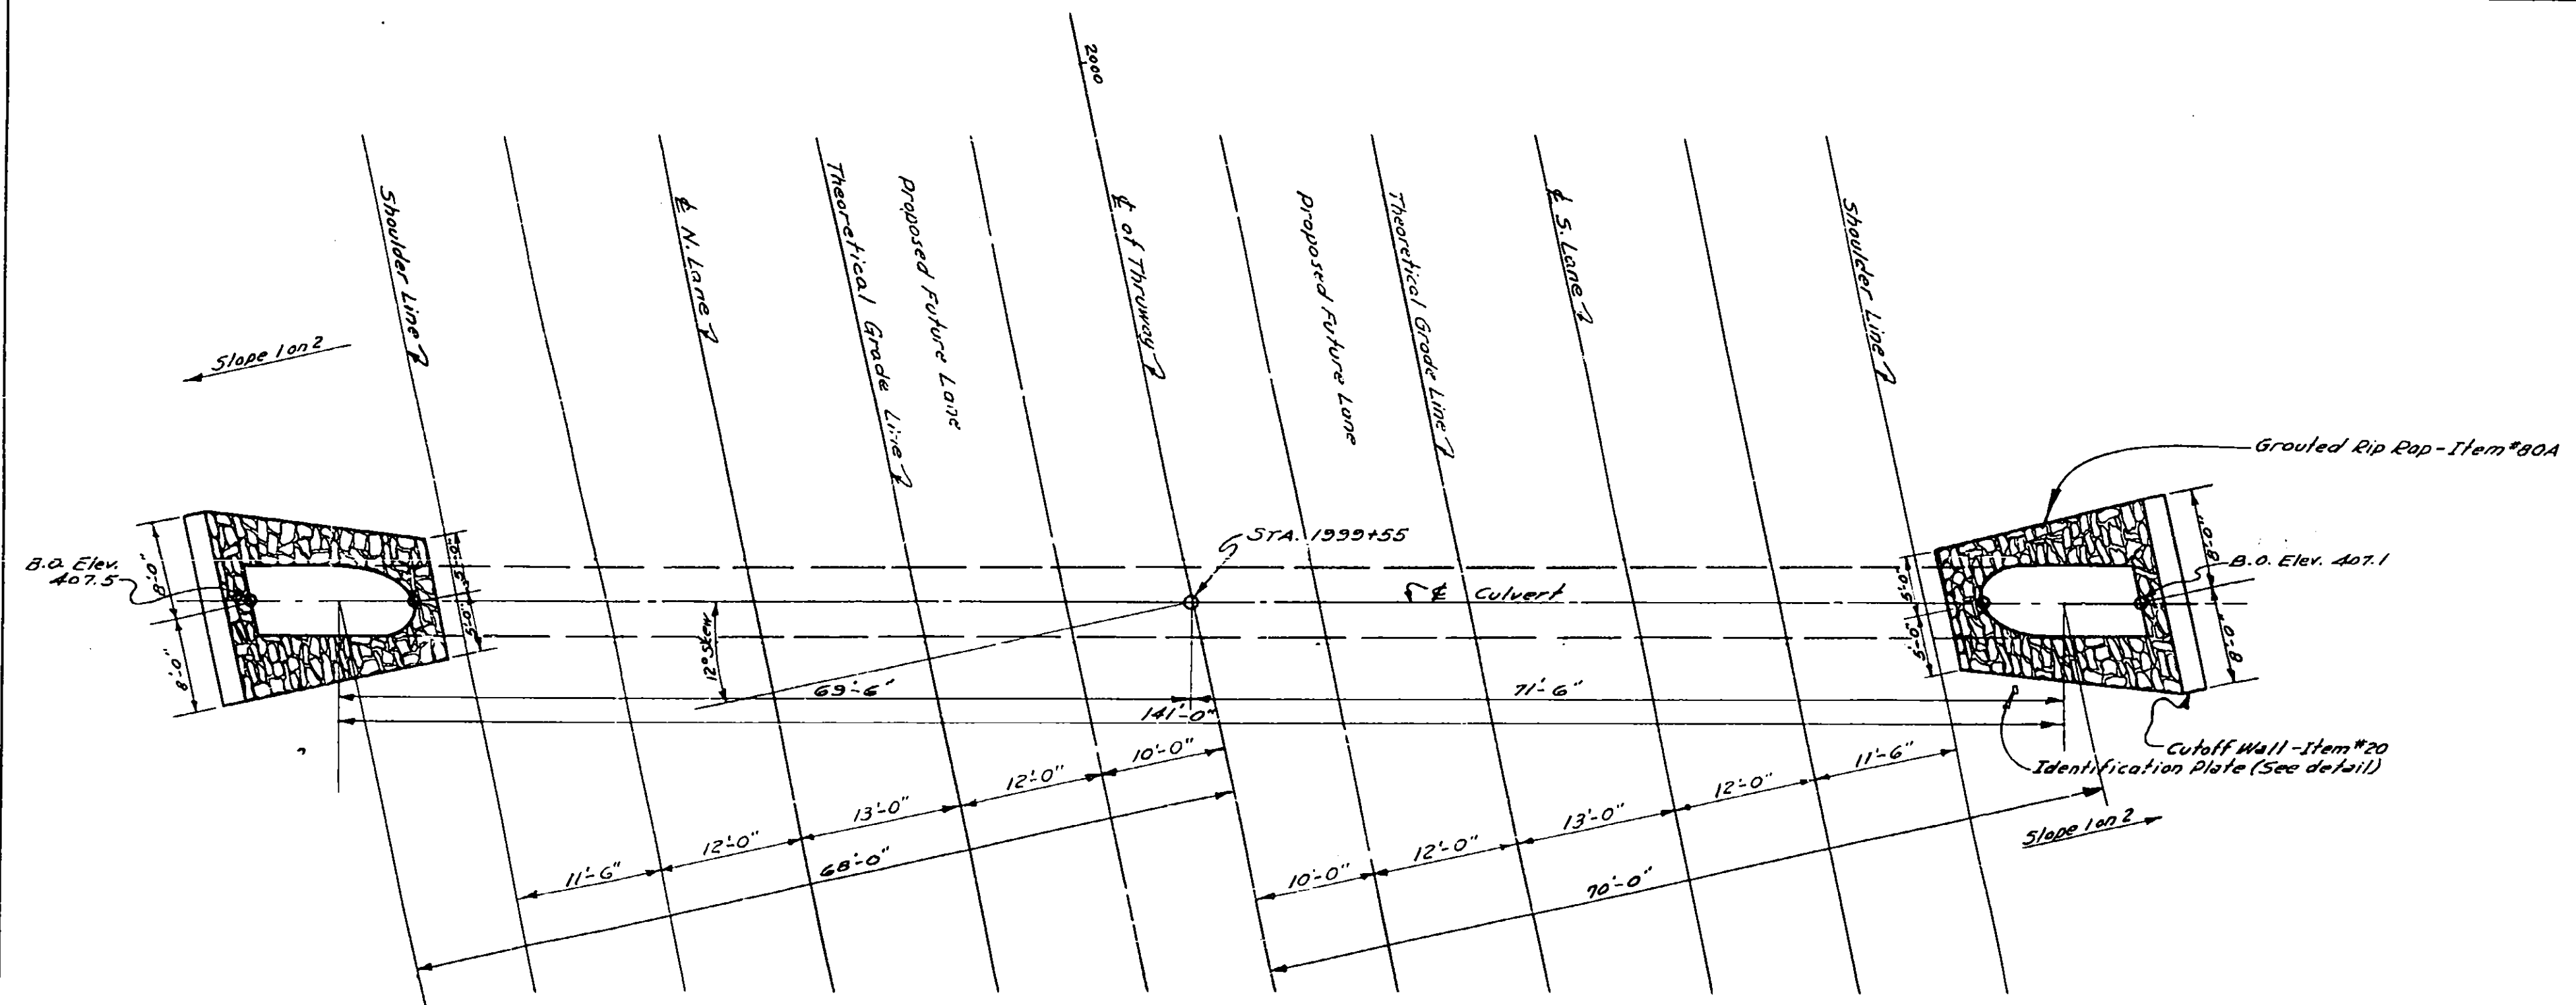 2000
Shoulder Line
℄ N. Lane
Theoretical Grade Line
Proposed Future Lane
℄ of Thruway
Proposed Future Lane
Theoretical Grade Line
℄ S. Lane
Shoulder Line
Slope 1 on 2
Grouted Rip Rap - Item #80A
B.O. Elev.
407.5
8'-0"
8'-0"
5'-0"
5'-0"
STA. 1999+55
℄ Culvert
12° Skew
5'-0"
5'-0"
8'-0"
8'-0"
B.O. Elev. 407.1
69'-6"
71'-6"
141'-0"
Cutoff Wall - Item #20
Identification Plate (See detail)
11'-6"
12'-0"
13'-0"
12'-0"
10'-0"
68'-0"
10'-0"
12'-0"
13'-0"
12'-0"
11'-6"
70'-0"
Slope 1 on 2